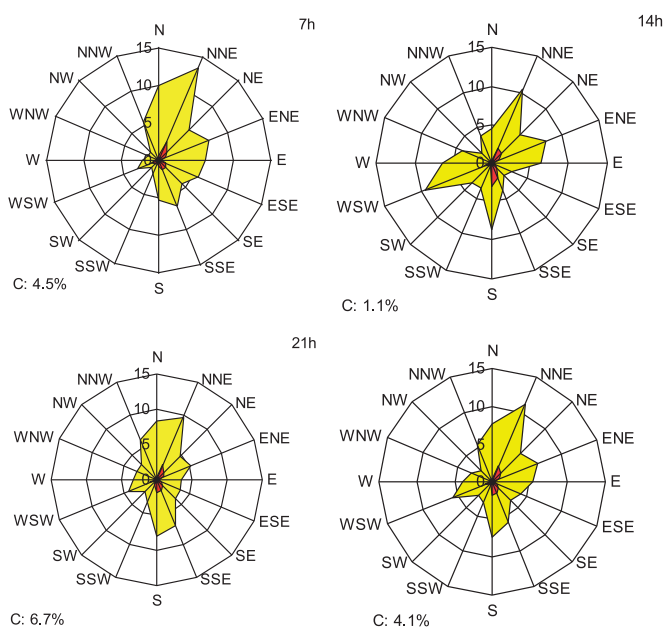 7h
N
NNE
NE
ENE
E
ESE
SE
SSE
S
SSW
SW
WSW
W
WNW
NW
NNW
15
10
5
0
C: 4.5%
14h
N
NNE
NE
ENE
E
ESE
SE
SSE
S
SSW
SW
WSW
W
WNW
NW
NNW
15
10
5
0
C: 1.1%
21h
N
NNE
NE
ENE
E
ESE
SE
SSE
S
SSW
SW
WSW
W
WNW
NW
NNW
15
10
5
0
C: 6.7%
N
NNE
NE
ENE
E
ESE
SE
SSE
S
SSW
SW
WSW
W
WNW
NW
NNW
15
10
5
0
C: 4.1%